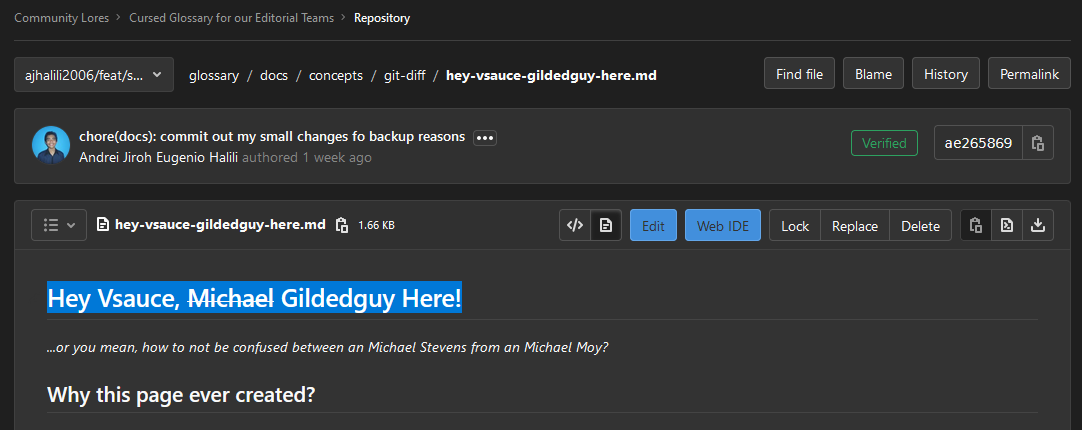 Community Lores > Cursed Glossary for our Editorial Teams > Repository
ajhalili2006/feat/s... glossary / docs / concepts / git-diff / hey-vsauce-gildedguy-here.md Find file Blame History Permalink
chore(docs): commit out my small changes fo backup reasons
Andrei Jiroh Eugenio Halili authored 1 week ago Verified ae265869
hey-vsauce-gildedguy-here.md 1.66 KB Edit Web IDE Lock Replace Delete
Hey Vsauce, Michael Gildedguy Here!
...or you mean, how to not be confused between an Michael Stevens from an Michael Moy?
Why this page ever created?